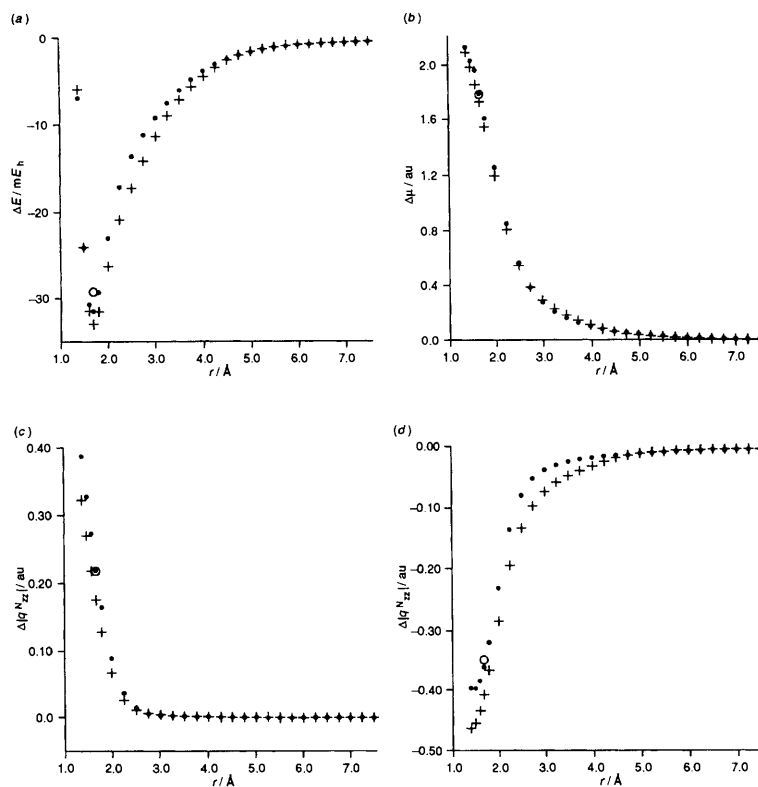 (a)
0
−10
−20
−30
ΔE / mE_h
1.0 2.0 3.0 4.0 5.0 6.0 7.0
r / Å
(b)
2.0
1.6
1.2
0.8
0.4
0.0
Δμ / au
1.0 2.0 3.0 4.0 5.0 6.0 7.0
r / Å
(c)
0.40
0.30
0.20
0.10
0.0
Δ|q^N_zz| / au
1.0 2.0 3.0 4.0 5.0 6.0 7.0
r / Å
(d)
0.00
−0.10
−0.20
−0.30
−0.40
−0.50
Δ|q^N_zz| / au
1.0 2.0 3.0 4.0 5.0 6.0 7.0
r / Å